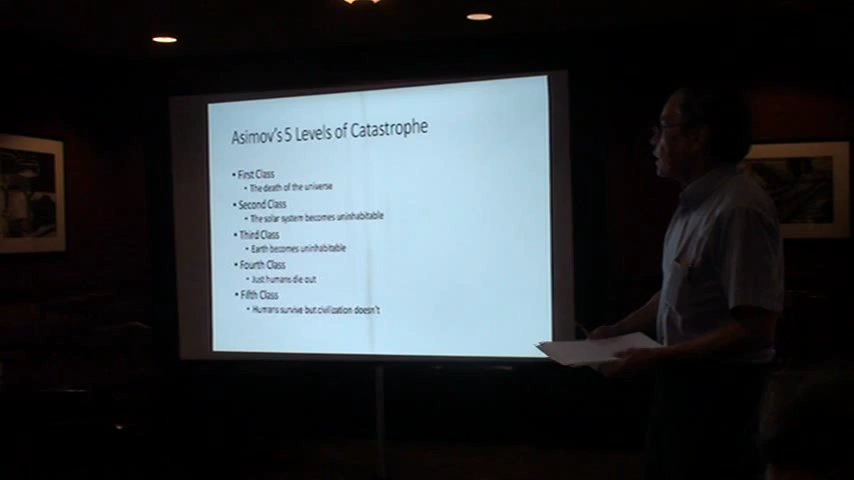 Asimov's 5 Levels of Catastrophe
• First Class
• The death of the universe
• Second Class
• The solar system becomes uninhabitable
• Third Class
• Earth becomes uninhabitable
• Fourth Class
• Just humans die out
• Fifth Class
• Humans survive but civilization doesn't